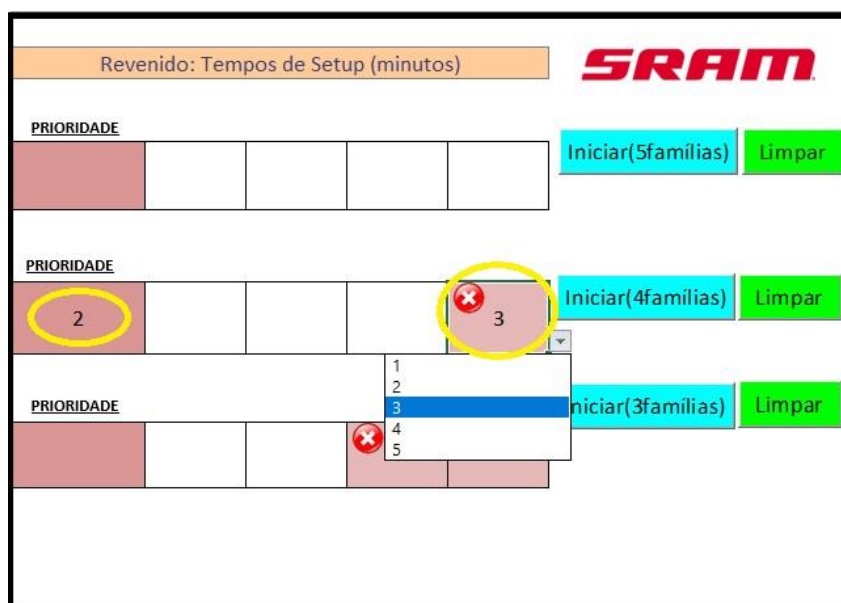 Revenido: Tempos de Setup (minutos)
SRAM
PRIORIDADE
Iniciar(5famílias)
Limpar
PRIORIDADE
2
3
Iniciar(4famílias)
Limpar
1
2
3
4
5
PRIORIDADE
niciar(3famílias)
Limpar